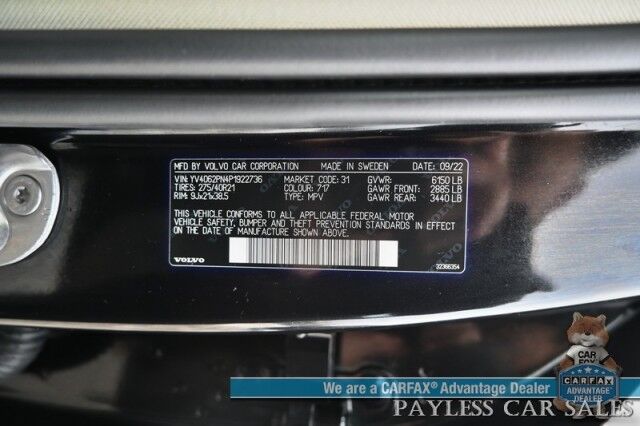 MFD BY VOLVO CAR CORPORATION MADE IN SWEDEN 09/22
VIN: YV4062PN4P1922736 MARKET CODE: 31 GVWR: 6150 LB
TIRES: 275/40R21 COLOUR: 717 GAWR FRONT: 2885 LB
RIM: 9Jx21x38.5 TYPE: MPV GAWR REAR: 3440 LB
THIS VEHICLE CONFORMS TO ALL APPLICABLE FEDERAL MOTOR
VEHICLE SAFETY, BUMPER AND THEFT PREVENTION STANDARDS IN EFFECT
ON THE DATE OF MANUFACTURE SHOWN ABOVE.
VOLVO 32366354
CAR
FOX
We are a CARFAX® Advantage Dealer
CARFAX
ADVANTAGE
DEALER
PAYLESS CAR SALES